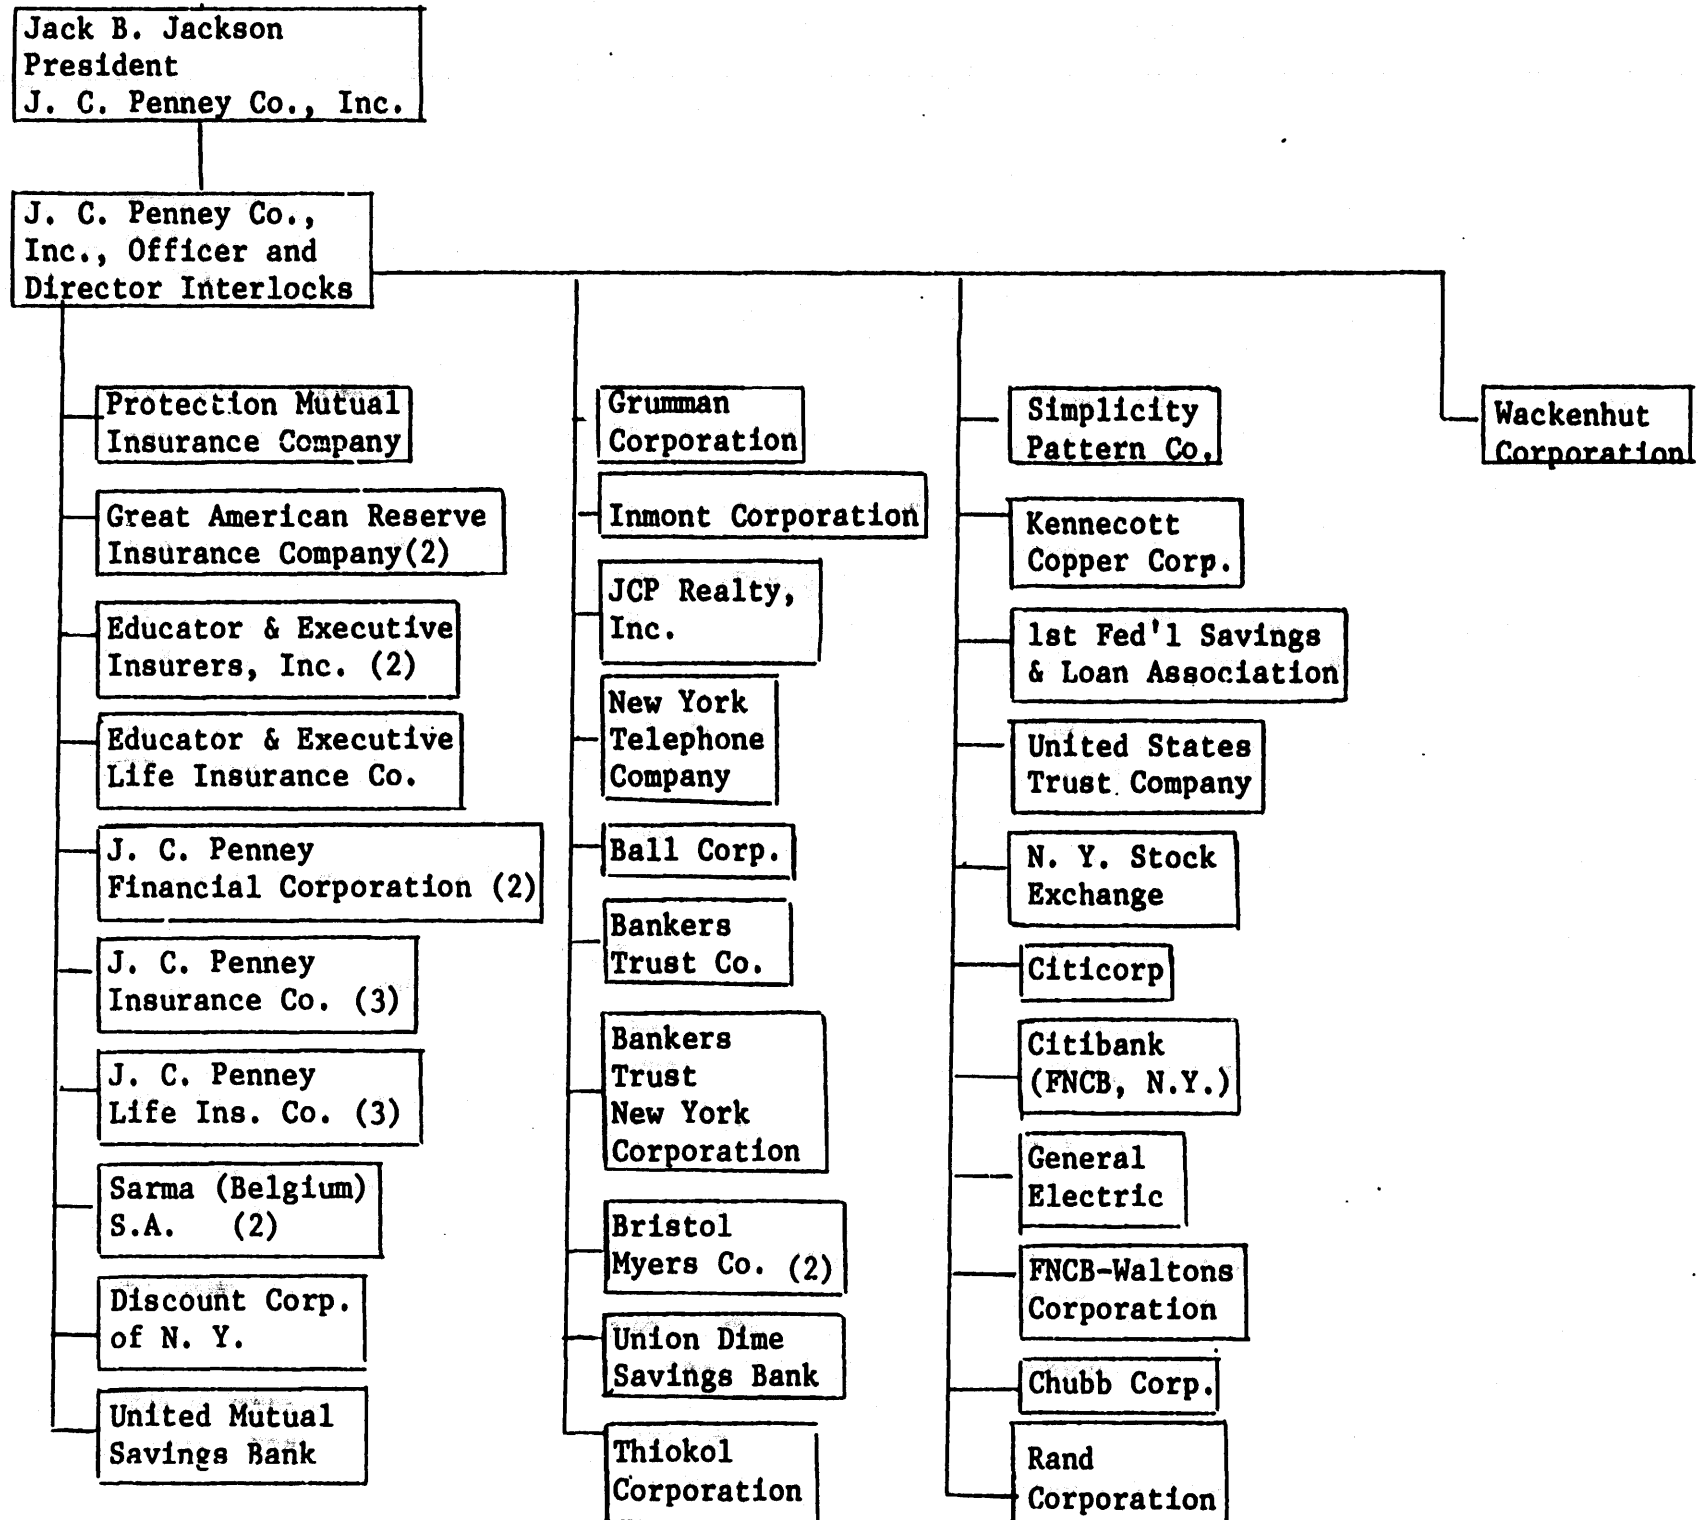 Jack B. Jackson
President
J. C. Penney Co., Inc.
J. C. Penney Co.,
Inc., Officer and
Director Interlocks
Protection Mutual
Insurance Company
Great American Reserve
Insurance Company(2)
Educator & Executive
Insurers, Inc. (2)
Educator & Executive
Life Insurance Co.
J. C. Penney
Financial Corporation (2)
J. C. Penney
Insurance Co. (3)
J. C. Penney
Life Ins. Co. (3)
Sarma (Belgium)
S.A. (2)
Discount Corp.
of N. Y.
United Mutual
Savings Bank
Grumman
Corporation
Inmont Corporation
JCP Realty,
Inc.
New York
Telephone
Company
Ball Corp.
Bankers
Trust Co.
Bankers
Trust
New York
Corporation
Bristol
Myers Co. (2)
Union Dime
Savings Bank
Thiokol
Corporation
Simplicity
Pattern Co.
Kennecott
Copper Corp.
1st Fed'l Savings
& Loan Association
United States
Trust Company
N. Y. Stock
Exchange
Citicorp
Citibank
(FNCB, N.Y.)
General
Electric
FNCB-Waltons
Corporation
Chubb Corp.
Rand
Corporation
Wackenhut
Corporation